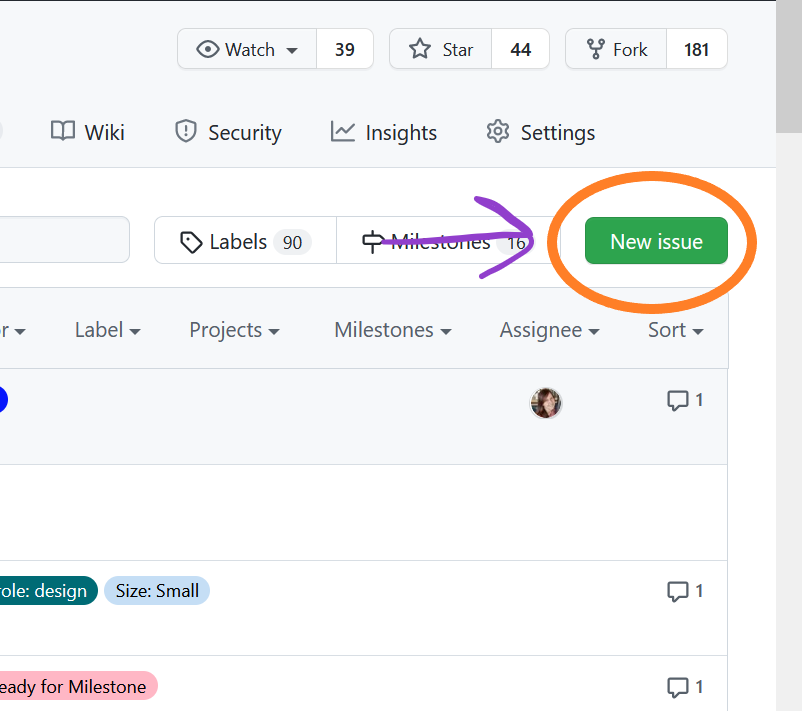 Watch 39 Star 44 Fork 181
Wiki Security Insights Settings
Labels 90 Milestones 16 New issue
Label Projects Milestones Assignee Sort
1
role: design Size: Small 1
eady for Milestone 1